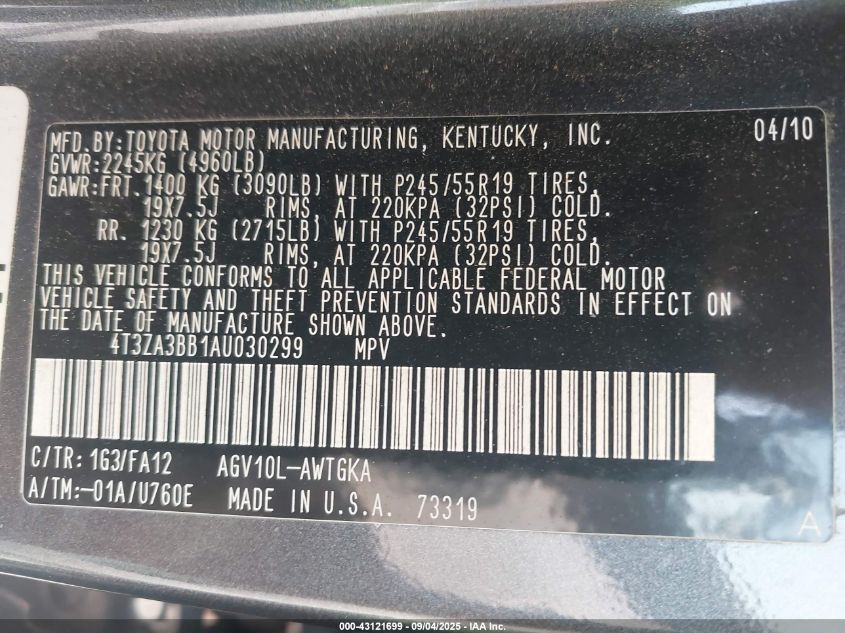 MFD.BY:TOYOTA MOTOR MANUFACTURING, KENTUCKY, INC. 04/10
GVWR:2245KG (4960LB)
GAWR:FRT.1400 KG (3090LB) WITH P245/55R19 TIRES,
19X7.5J RIMS, AT 220KPA (32PSI) COLD.
RR. 1230 KG (2715LB) WITH P245/55R19 TIRES,
19X7.5J RIMS, AT 220KPA (32PSI) COLD.
THIS VEHICLE CONFORMS TO ALL APPLICABLE FEDERAL MOTOR
VEHICLE SAFETY AND THEFT PREVENTION STANDARDS IN EFFECT ON
THE DATE OF MANUFACTURE SHOWN ABOVE.
4T3ZA3BB1AU030299 MPV
C/TR: 1G3/FA12 AGV10L-AWTGKA
A/TM:-01A/U760E MADE IN U.S.A. 73319
A
000-43121699 - 09/04/2025 - IAA Inc.